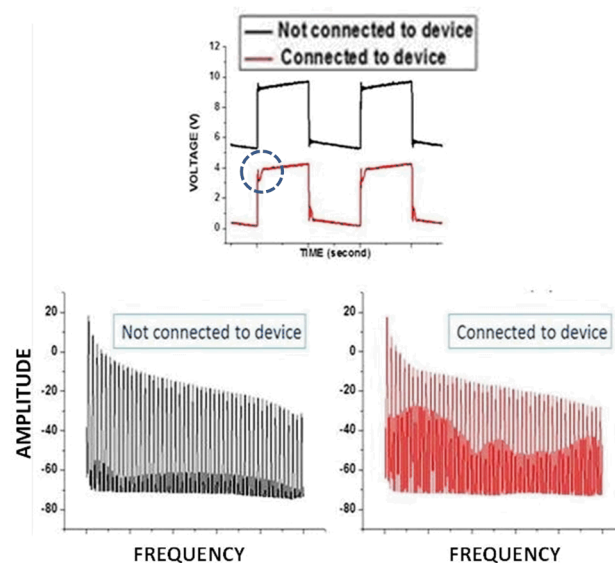 Not connected to device
Connected to device
12
10
8
6
4
2
0
VOLTAGE (V)
TIME (second)
20
0
-20
-40
-60
-80
AMPLITUDE
Not connected to device
FREQUENCY
20
0
-20
-40
-60
-80
Connected to device
FREQUENCY